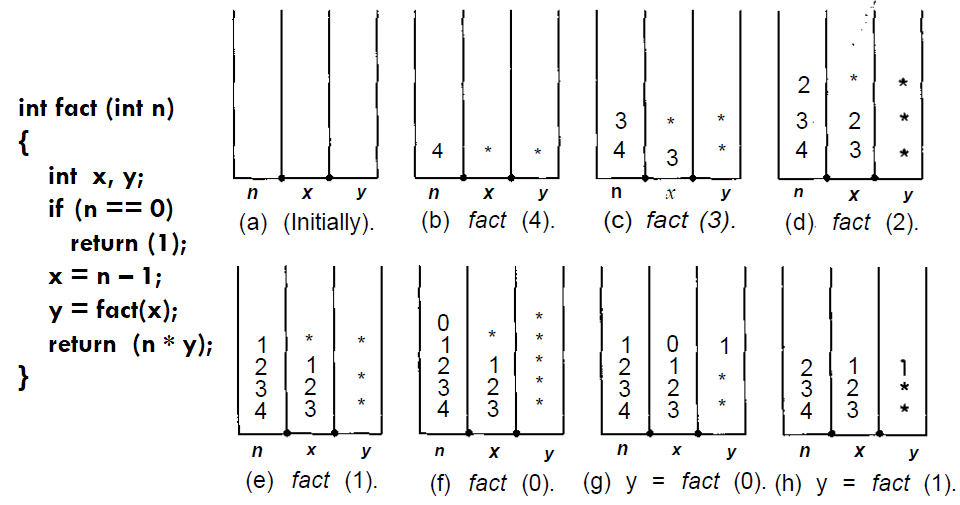 int fact (int n)
{
int x, y;
if (n == 0)
return (1);
x = n – 1;
y = fact(x);
return (n * y);
}
n x y
(a) (Initially).
4 * *
n x y
(b) fact (4).
3 * *
4 3 *
n x y
(c) fact (3).
2 * *
3 2 *
4 3 *
n x y
(d) fact (2).
1 * *
2 1
3 2 *
4 3 *
n x y
(e) fact (1).
0 *
1 * *
2 1 *
3 2 *
4 3 *
n x y
(f) fact (0).
1 0 1
2 1
3 2 *
4 3 *
n x y
(g) y = fact (0).
2 1 1
3 2 *
4 3 *
n x y
(h) y = fact (1).